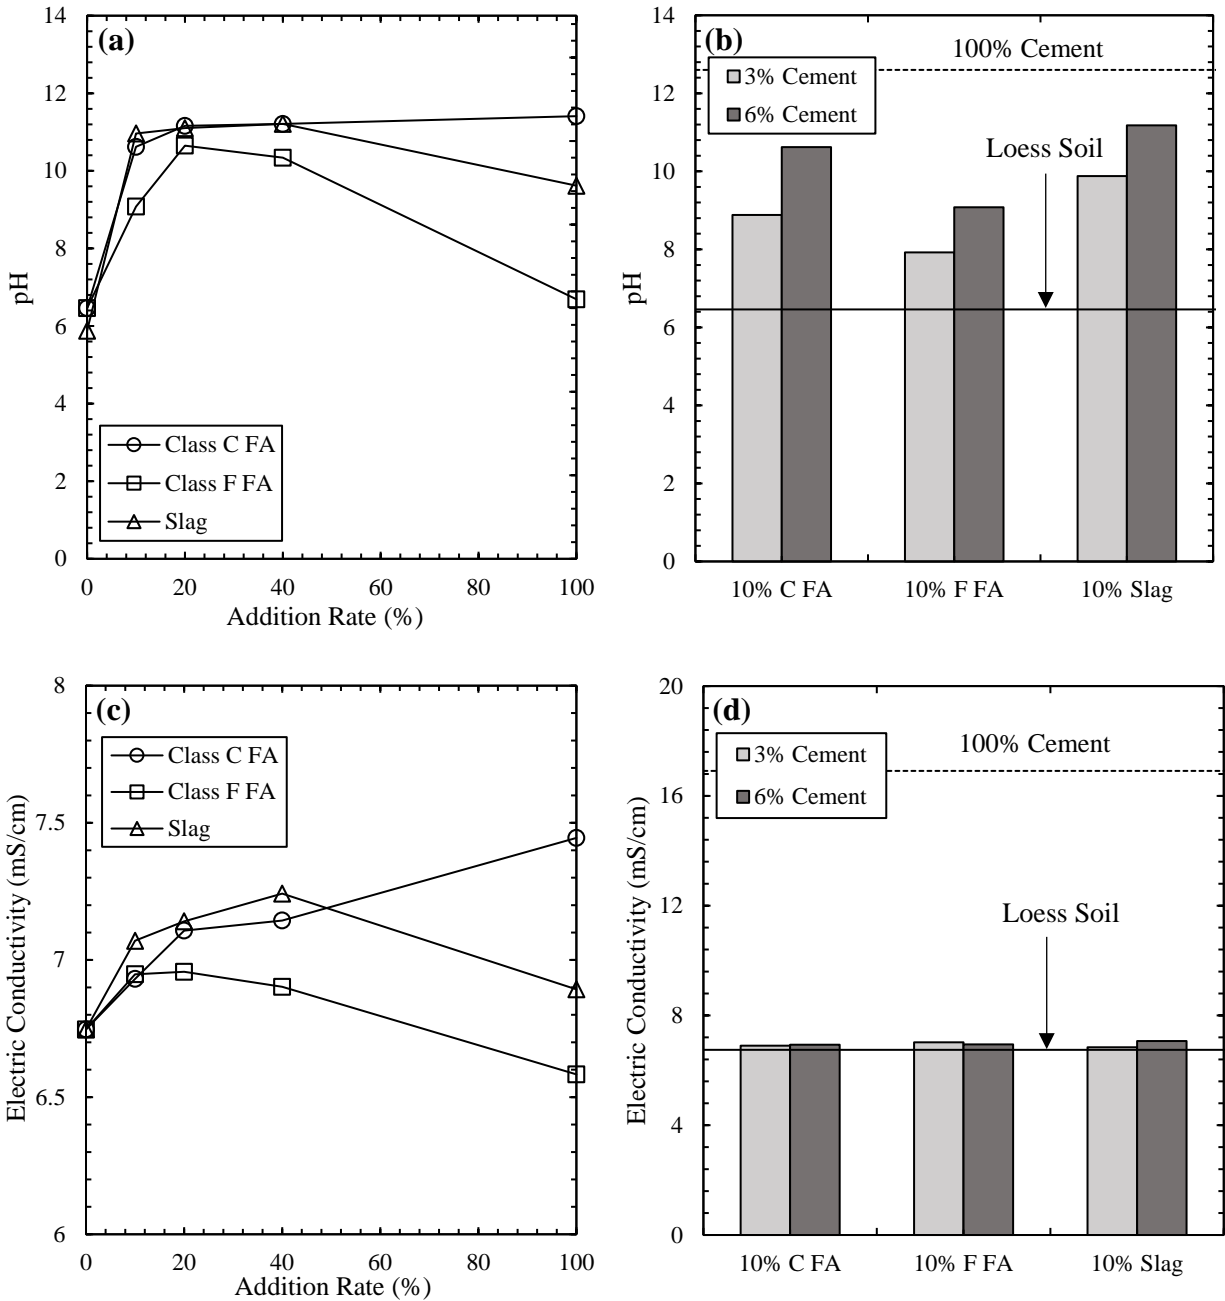 (a)
14
12
10
8
6
4
2
0
pH
Class C FA
Class F FA
Slag
0 20 40 60 80 100
Addition Rate (%)
(b)
14
12
10
8
6
4
2
0
pH
100% Cement
3% Cement
6% Cement
Loess Soil
10% C FA 10% F FA 10% Slag
(c)
8
7.5
7
6.5
6
Electric Conductivity (mS/cm)
Class C FA
Class F FA
Slag
0 20 40 60 80 100
Addition Rate (%)
(d)
20
16
12
8
4
0
Electric Conductivity (mS/cm)
100% Cement
3% Cement
6% Cement
Loess Soil
10% C FA 10% F FA 10% Slag